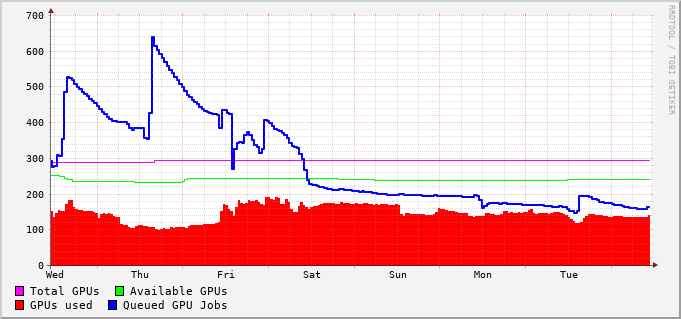 700
600
500
400
300
200
100
0
Wed Thu Fri Sat Sun Mon Tue
Total GPUs Available GPUs
GPUs used Queued GPU Jobs
RRDTOOL / TOBI OETIKER